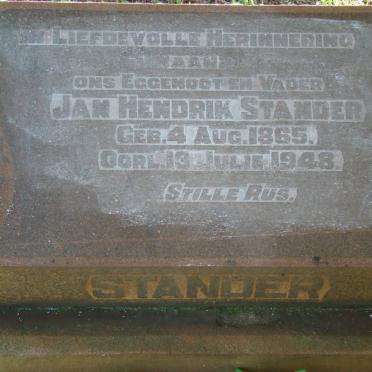 IN LIEFDEVOLLE HERINNERING
AAN
ONS EGGENOOT EN VADER
JAN HENDRIK STANDER
GEB. 4 AUG. 1865.
OORL. 13 JULIE 1948.
STILLE RUS.
STANDER